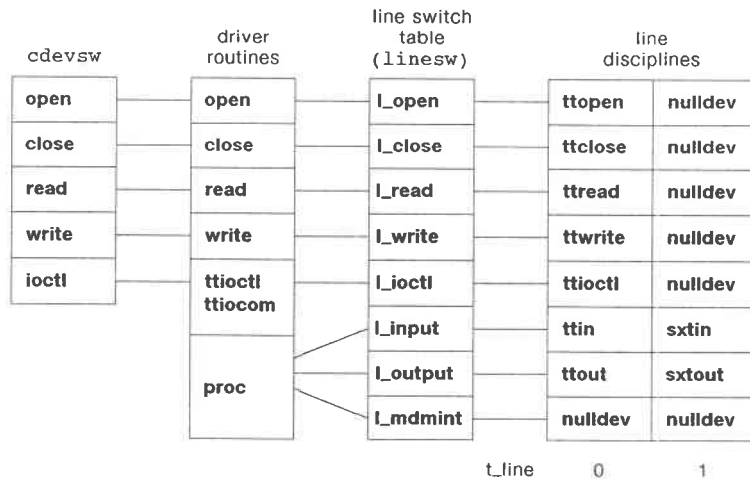 cdevsw
driver
routines
line switch
table
(linesw)
line
disciplines
open open l_open ttopen nulldev
close close l_close ttclose nulldev
read read l_read ttread nulldev
write write l_write ttwrite nulldev
ioctl ttioctl l_ioctl ttioctl nulldev
ttiocom
proc
l_input ttin sxtin
l_output ttout sxtout
l_mdmint nulldev nulldev
t_line 0 1